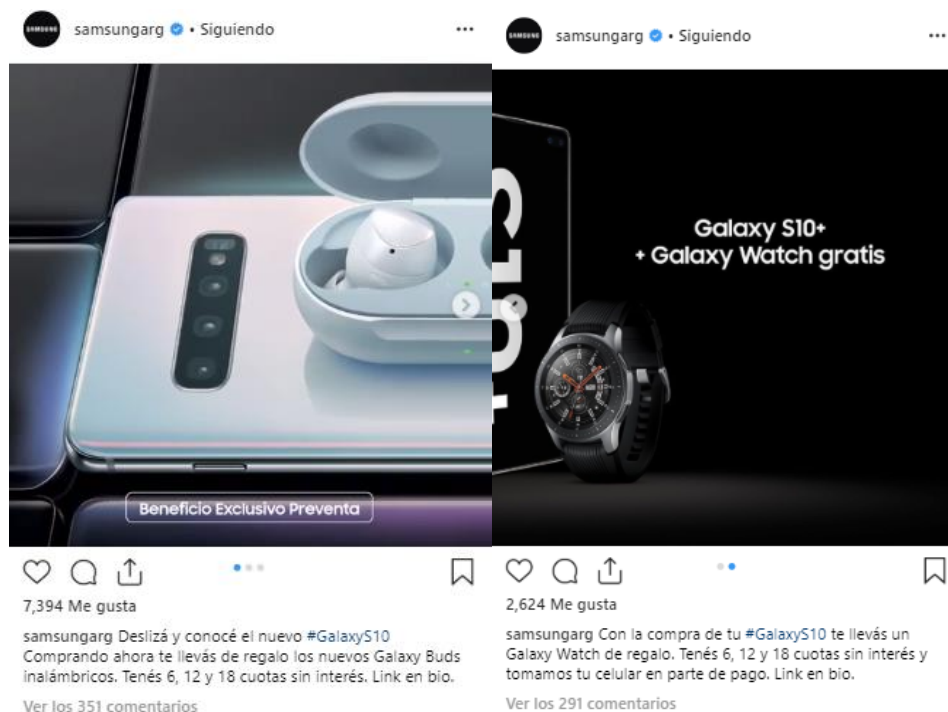 SAMSUNG
samsungarg • Siguiendo
Beneficio Exclusivo Preventa
7,394 Me gusta
samsungarg Deslizá y conocé el nuevo #GalaxyS10
Comprando ahora te llevás de regalo los nuevos Galaxy Buds
inalámbricos. Tenés 6, 12 y 18 cuotas sin interés. Link en bio.
Ver los 351 comentarios
SAMSUNG
samsungarg • Siguiendo
Galaxy S10+
+ Galaxy Watch gratis
2,624 Me gusta
samsungarg Con la compra de tu #GalaxyS10 te llevás un
Galaxy Watch de regalo. Tenés 6, 12 y 18 cuotas sin interés y
tomamos tu celular en parte de pago. Link en bio.
Ver los 291 comentarios